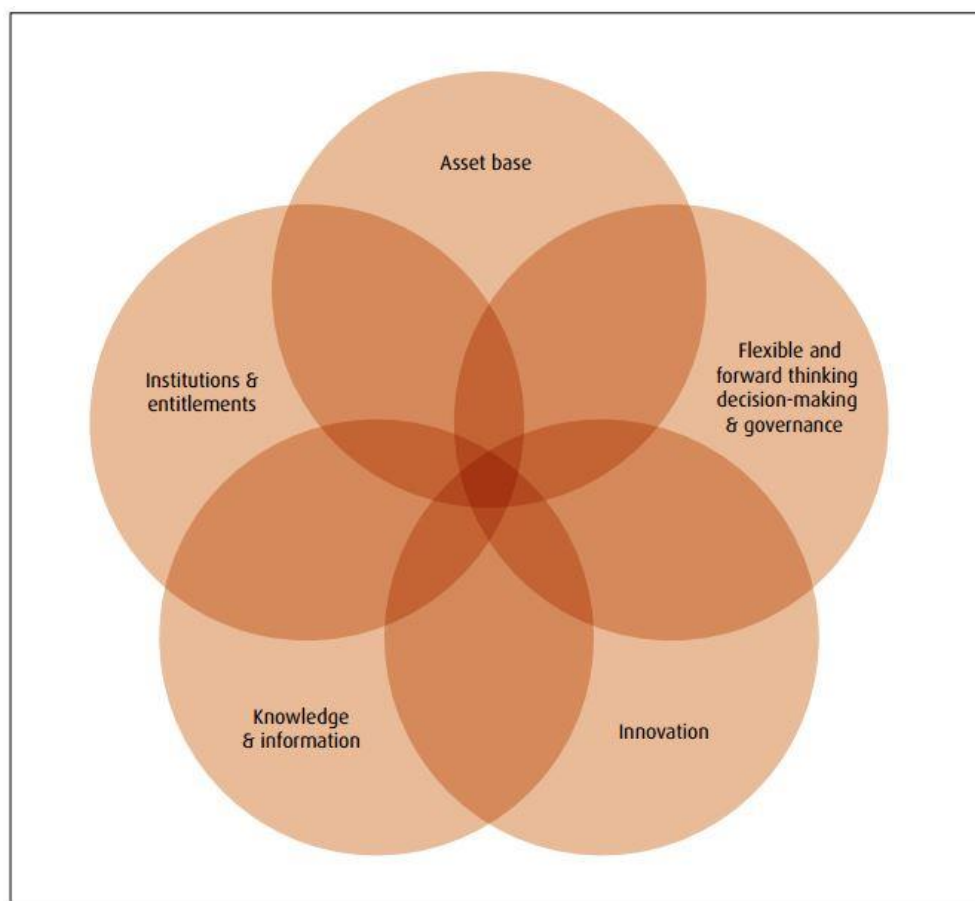 Asset base
Institutions &
entitlements
Flexible and
forward thinking
decision-making
& governance
Knowledge
& information
Innovation